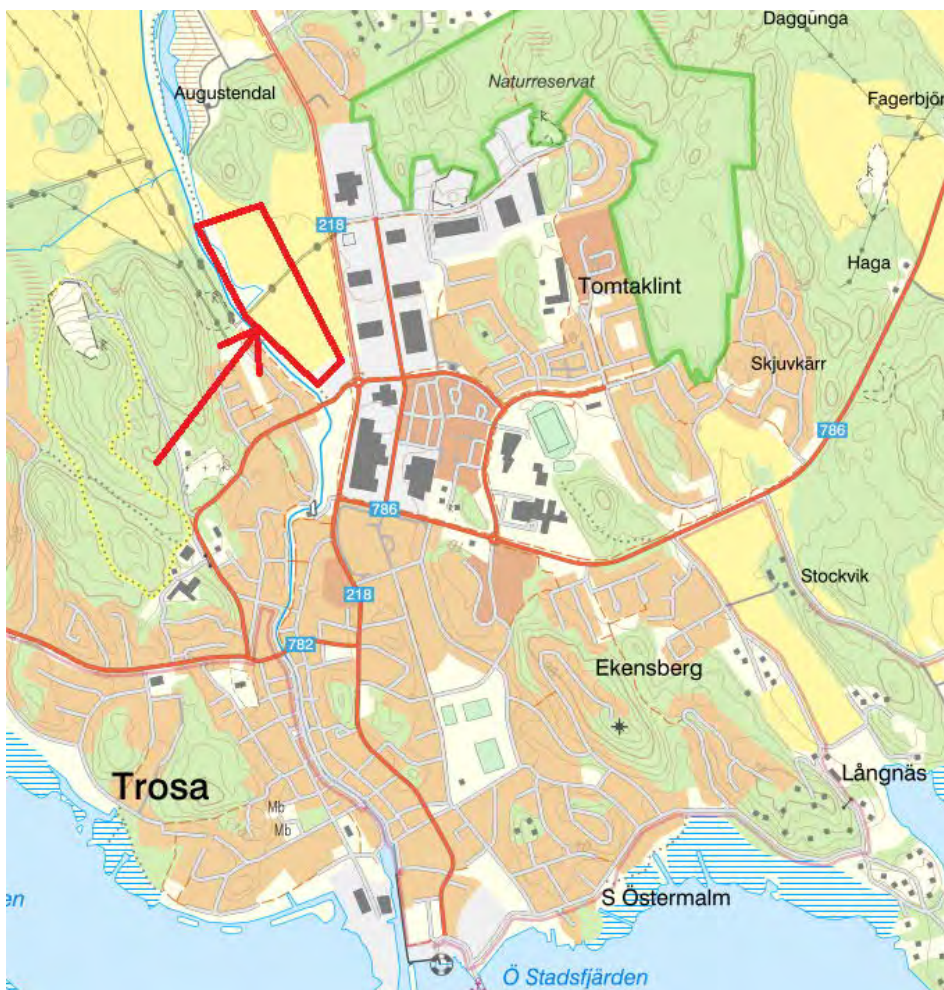 Daggunga
Naturreservat
Augustendal
Fagerbjör
218
Haga
Tomtaklint
Skjuvkärr
786
786
Stockvik
218
782
Ekensberg
Trosa
Långnäs
Mb
Mb
S Östermalm
en
Ö Stadsfjärden